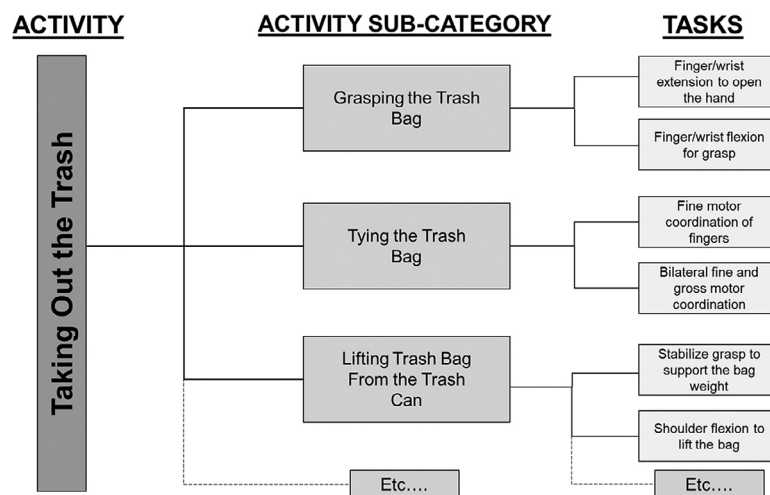 ACTIVITY
ACTIVITY SUB-CATEGORY
TASKS
Taking Out the Trash
Grasping the Trash
Bag
Finger/wrist
extension to open
the hand
Finger/wrist flexion
for grasp
Tying the Trash
Bag
Fine motor
coordination of
fingers
Bilateral fine and
gross motor
coordination
Lifting Trash Bag
From the Trash
Can
Stabilize grasp to
support the bag
weight
Shoulder flexion to
lift the bag
Etc….
Etc….